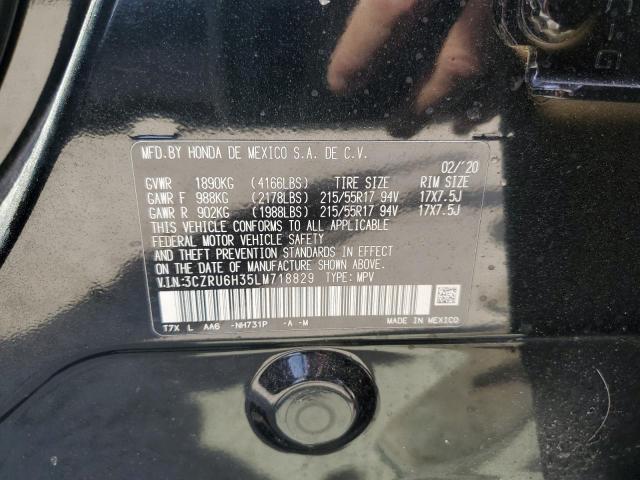 MFD.BY HONDA DE MEXICO S.A. DE C.V.
02/'20
GVWR 1890KG (4166LBS) TIRE SIZE RIM SIZE
GAWR F 988KG (2178LBS) 215/55R17 94V 17X7.5J
GAWR R 902KG (1988LBS) 215/55R17 94V 17X7.5J
THIS VEHICLE CONFORMS TO ALL APPLICABLE
FEDERAL MOTOR VEHICLE SAFETY
AND THEFT PREVENTION STANDARDS IN EFFECT
ON THE DATE OF MANUFACTURE SHOWN ABOVE.
V.I.N:3CZRU6H35LM718829 TYPE: MPV
T7X L AA6 -NH731P -A -M MADE IN MEXICO